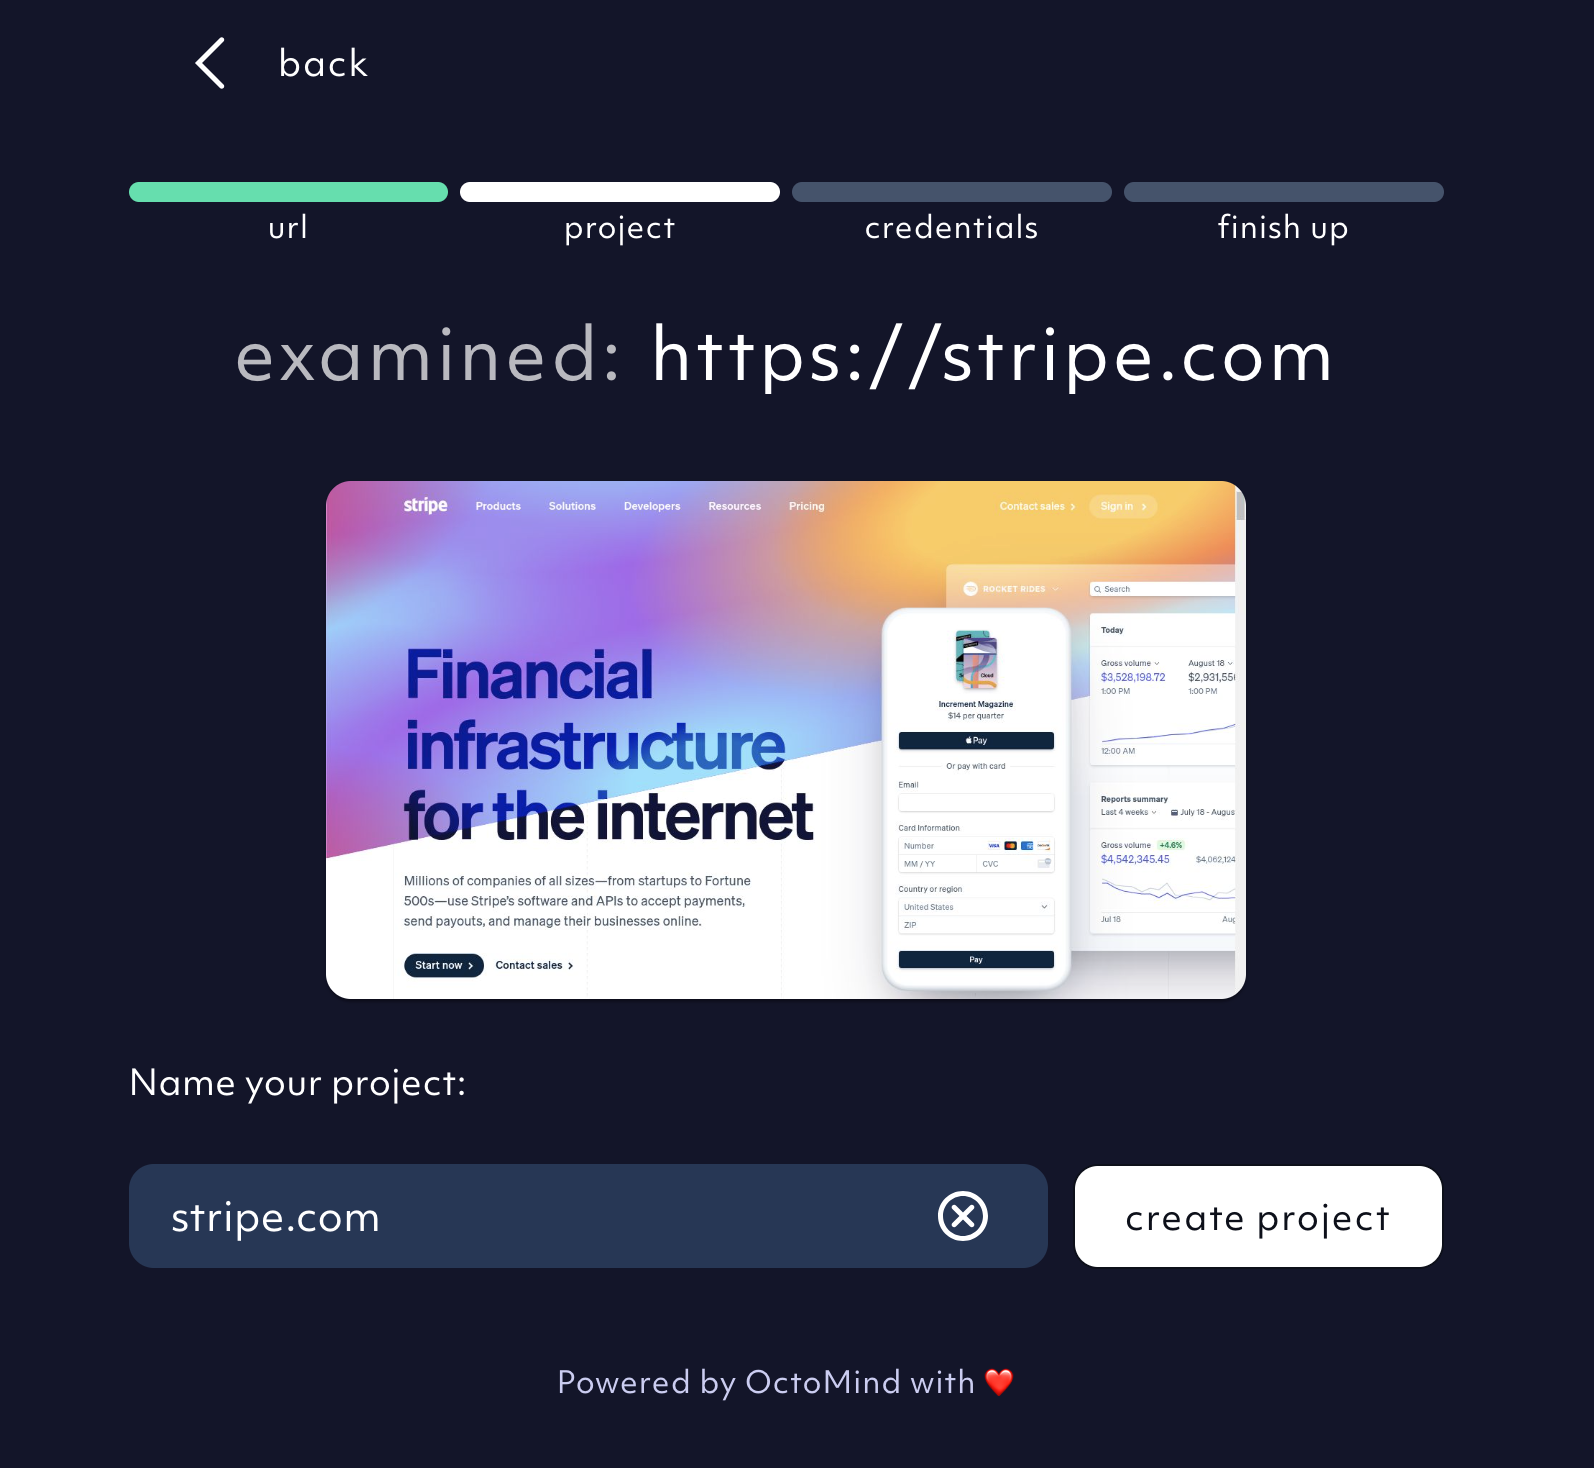 back
url project credentials finish up
examined: https://stripe.com
stripe Products Solutions Developers Resources Pricing Contact sales Sign in
ROCKET RIDES Search
Today
Gross volume August 18
$3,528,198.72 $2,931,55
1:00 PM 1:00 PM
12:00 AM
Cloud
Increment Magazine
$14 per quarter
Pay
Or pay with card
Email
Card Information
Number VISA
MM / YY CVC
Country or region
United States
ZIP
Pay
Reports summary
Last 4 weeks July 18 - Augus
Gross volume +4.6%
$4,542,345.45 $4,062,124
Jul 18 Aug
Financial
infrastructure
for the internet
Millions of companies of all sizes—from startups to Fortune
500s—use Stripe's software and APIs to accept payments,
send payouts, and manage their businesses online.
Start now Contact sales
Name your project:
stripe.com create project
Powered by OctoMind with ❤️